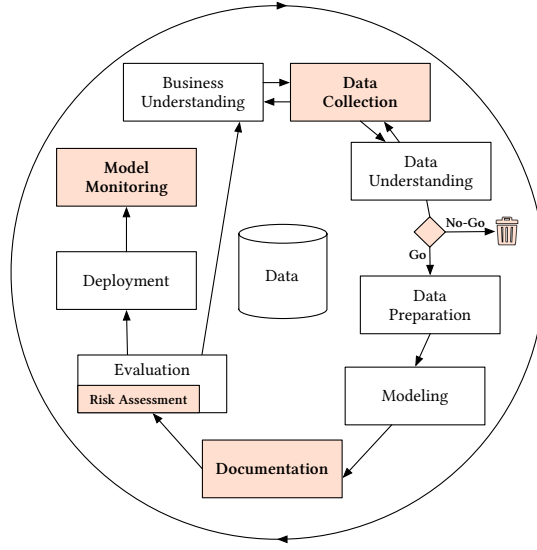 Business
Understanding
Data
Collection
Data
Understanding
No-Go
Go
Data
Preparation
Modeling
Documentation
Evaluation
Risk Assessment
Deployment
Model
Monitoring
Data